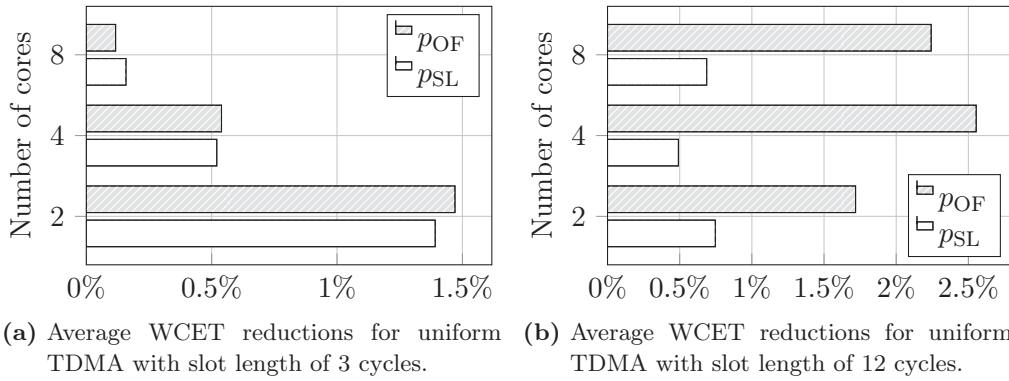 Number of cores
8
4
2
p_OF
p_SL
0%
0.5%
1%
1.5%
(a) Average WCET reductions for uniform
TDMA with slot length of 3 cycles.
Number of cores
8
4
2
p_OF
p_SL
0%
0.5%
1%
1.5%
2%
2.5%
(b) Average WCET reductions for uniform
TDMA with slot length of 12 cycles.